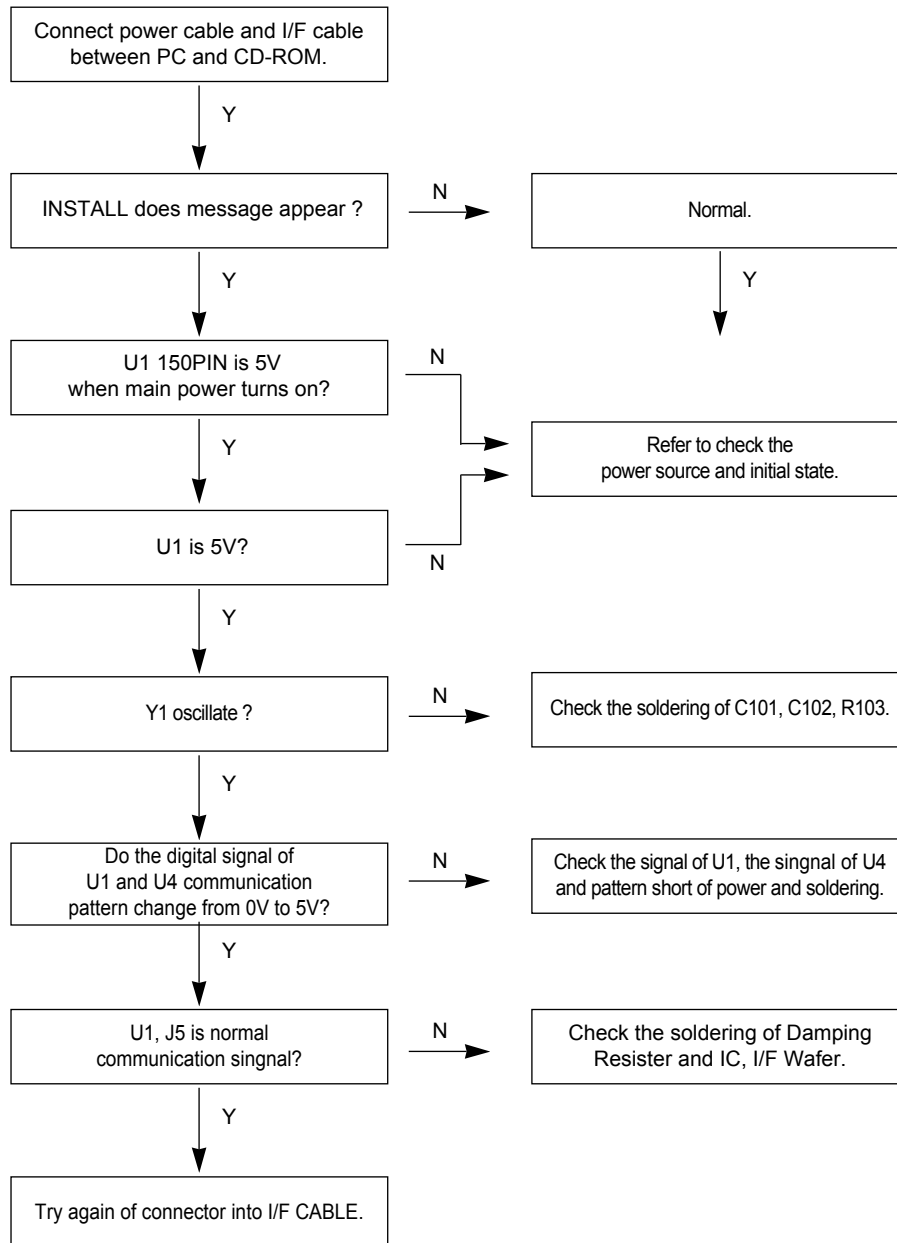 Connect power cable and I/F cable
between PC and CD-ROM.
Y
INSTALL does message appear ?
N
Normal.
Y
Y
U1 150PIN is 5V
when main power turns on?
N
Refer to check the
power source and initial state.
Y
U1 is 5V?
N
Y
Y1 oscillate ?
N
Check the soldering of C101, C102, R103.
Y
Do the digital signal of
U1 and U4 communication
pattern change from 0V to 5V?
N
Check the signal of U1, the singnal of U4
and pattern short of power and soldering.
Y
U1, J5 is normal
communication singnal?
N
Check the soldering of Damping
Resister and IC, I/F Wafer.
Y
Try again of connector into I/F CABLE.